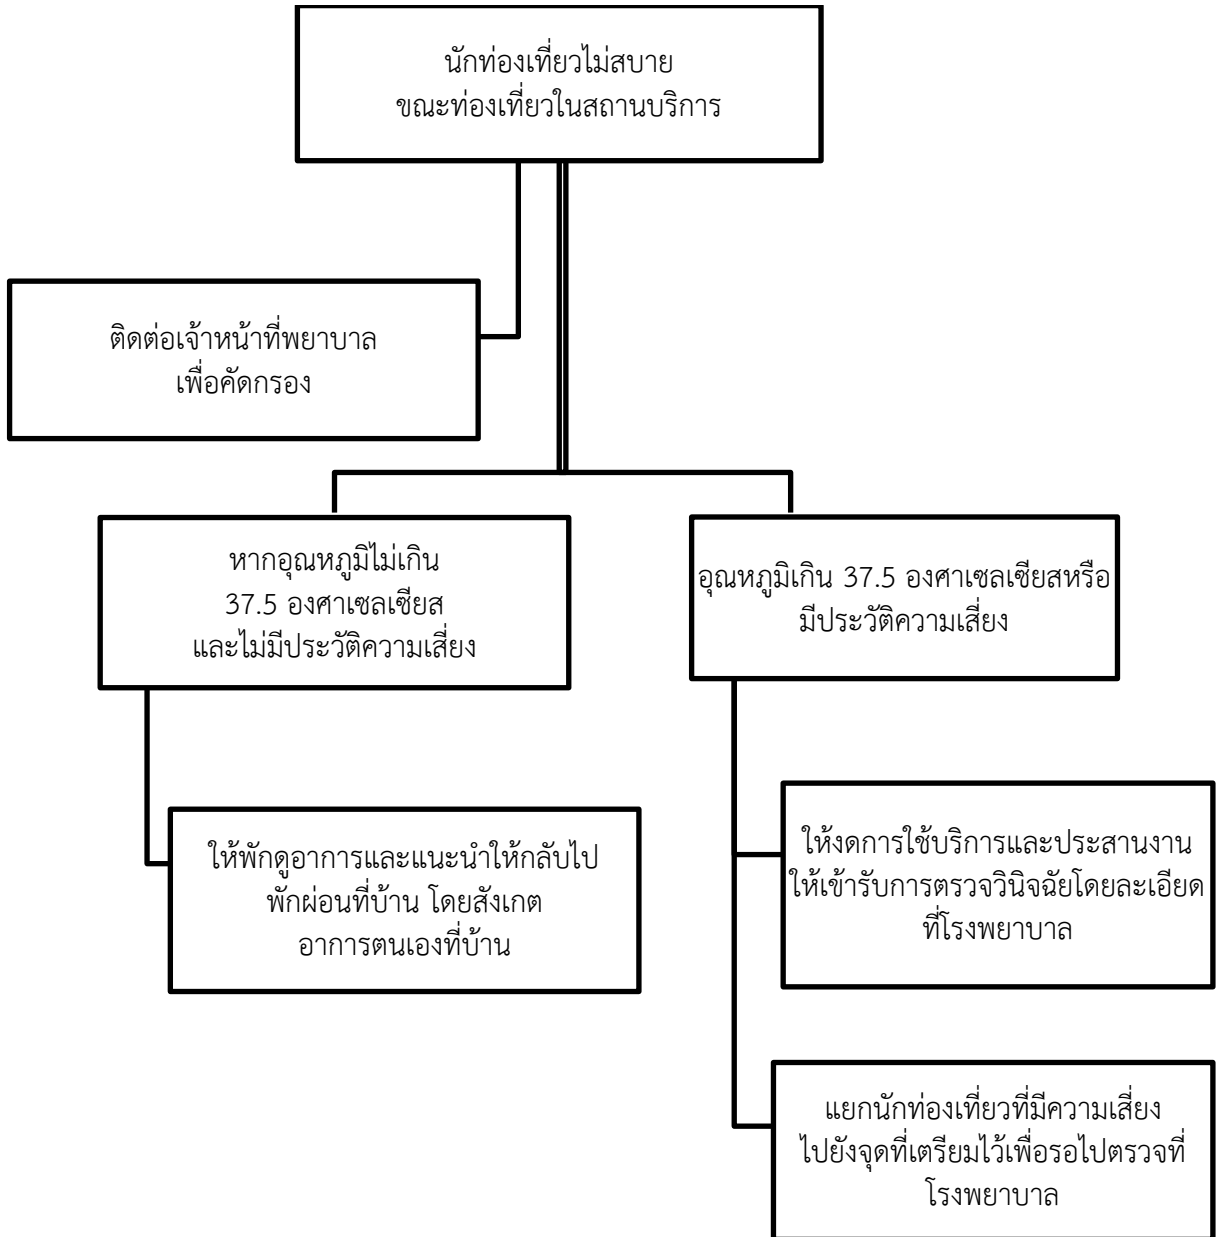 นักท่องเที่ยวไม่สบาย
ขณะท่องเที่ยวในสถานบริการ
ติดต่อเจ้าหน้าที่พยาบาล
เพื่อคัดกรอง
หากอุณหภูมิไม่เกิน
37.5 องศาเซลเซียส
และไม่มีประวัติความเสี่ยง
อุณหภูมิเกิน 37.5 องศาเซลเซียสหรือ
มีประวัติความเสี่ยง
ให้พักดูอาการและแนะนำให้กลับไป
พักผ่อนที่บ้าน โดยสังเกต
อาการตนเองที่บ้าน
ให้งดการใช้บริการและประสานงาน
ให้เข้ารับการตรวจวินิจฉัยโดยละเอียด
ที่โรงพยาบาล
แยกนักท่องเที่ยวที่มีความเสี่ยง
ไปยังจุดที่เตรียมไว้เพื่อรอไปตรวจที่
โรงพยาบาล